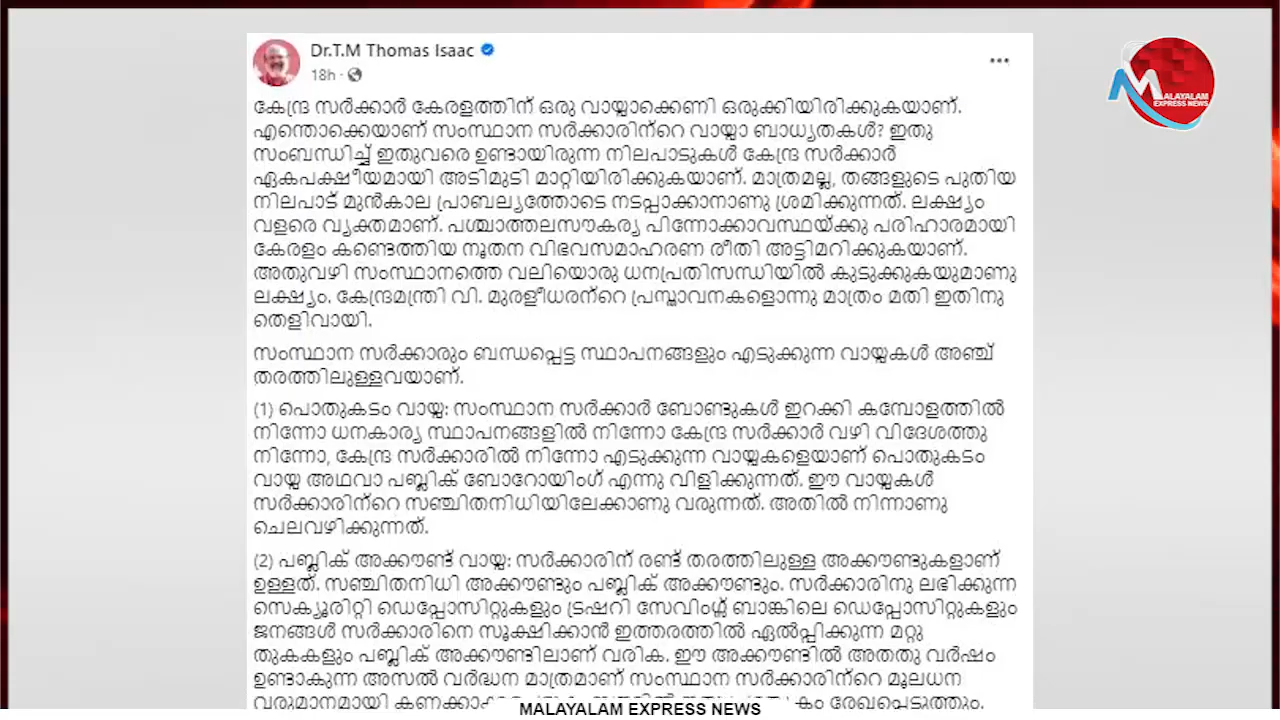 Dr.T.M Thomas Isaac
18h
കേന്ദ്ര സർക്കാർ കേരളത്തിന് ഒരു വായ്പാക്കെണി ഒരുക്കിയിരിക്കുകയാണ്.
എന്തൊക്കെയാണ് സംസ്ഥാന സർക്കാരിൻ്റെ വായ്പാ ബാധ്യതകൾ? ഇതു
സംബന്ധിച്ച് ഇതുവരെ ഉണ്ടായിരുന്ന നിലപാടുകൾ കേന്ദ്ര സർക്കാർ
ഏകപക്ഷീയമായി അടിമുടി മാറ്റിയിരിക്കുകയാണ്. മാത്രമല്ല, തങ്ങളുടെ പുതിയ
നിലപാട് മുൻകാല പ്രാബല്യത്തോടെ നടപ്പാക്കാനാണു ശ്രമിക്കുന്നത്. ലക്ഷ്യം
വളരെ വ്യക്തമാണ്. പശ്ചാത്തലസൗകര്യ പിന്നോക്കാവസ്ഥയ്ക്കു പരിഹാരമായി
കേരളം കണ്ടെത്തിയ നൂതന വിഭവസമാഹരണ രീതി അട്ടിമറിക്കുകയാണ്.
അതുവഴി സംസ്ഥാനത്തെ വലിയൊരു ധനപ്രതിസന്ധിയിൽ കുടുക്കുകയുമാണു
ലക്ഷ്യം. കേന്ദ്രമന്ത്രി വി. മുരളീധരൻ്റെ പ്രസ്താവനകളൊന്നു മാത്രം മതി ഇതിനു
തെളിവായി.
സംസ്ഥാന സർക്കാരും ബന്ധപ്പെട്ട സ്ഥാപനങ്ങളും എടുക്കുന്ന വായ്പകൾ അഞ്ച്
തരത്തിലുള്ളവയാണ്.
(1) പൊതുകടം വായ്പ: സംസ്ഥാന സർക്കാർ ബോണ്ടുകൾ ഇറക്കി കമ്പോളത്തിൽ
നിന്നോ ധനകാര്യ സ്ഥാപനങ്ങളിൽ നിന്നോ കേന്ദ്ര സർക്കാർ വഴി വിദേശത്തു
നിന്നോ, കേന്ദ്ര സർക്കാരിൽ നിന്നോ എടുക്കുന്ന വായ്പകളെയാണ് പൊതുകടം
വായ്പ അഥവാ പബ്ലിക് ബോറോയിംഗ് എന്നു വിളിക്കുന്നത്. ഈ വായ്പകൾ
സർക്കാരിൻ്റെ സഞ്ചിതനിധിയിലേക്കാണു വരുന്നത്. അതിൽ നിന്നാണു
ചെലവഴിക്കുന്നത്.
(2) പബ്ലിക് അക്കൗണ്ട് വായ്പ: സർക്കാരിന് രണ്ട് തരത്തിലുള്ള അക്കൗണ്ടുകളാണ്
ഉള്ളത്. സഞ്ചിതനിധി അക്കൗണ്ടും പബ്ലിക് അക്കൗണ്ടും. സർക്കാരിനു ലഭിക്കുന്ന
സെക്യൂരിറ്റി ഡെപ്പോസിറ്റുകളും ട്രഷറി സേവിംഗ്സ് ബാങ്കിലെ ഡെപ്പോസിറ്റുകളും
ജനങ്ങൾ സർക്കാരിനെ സൂക്ഷിക്കാൻ ഇത്തരത്തിൽ ഏൽപ്പിക്കുന്ന മറ്റു
തുകകളും പബ്ലിക് അക്കൗണ്ടിലാണ് വരിക. ഈ അക്കൗണ്ടിൽ അതതു വർഷം
ഉണ്ടാകുന്ന അസൽ വർദ്ധന മാത്രമാണ് സംസ്ഥാന സർക്കാരിൻ്റെ മൂലധന
വരുമാനമായി രേഖപ്പെടുത്തും.
MALAYALAM EXPRESS NEWS
MALAYALAM
EXPRESS NEWS